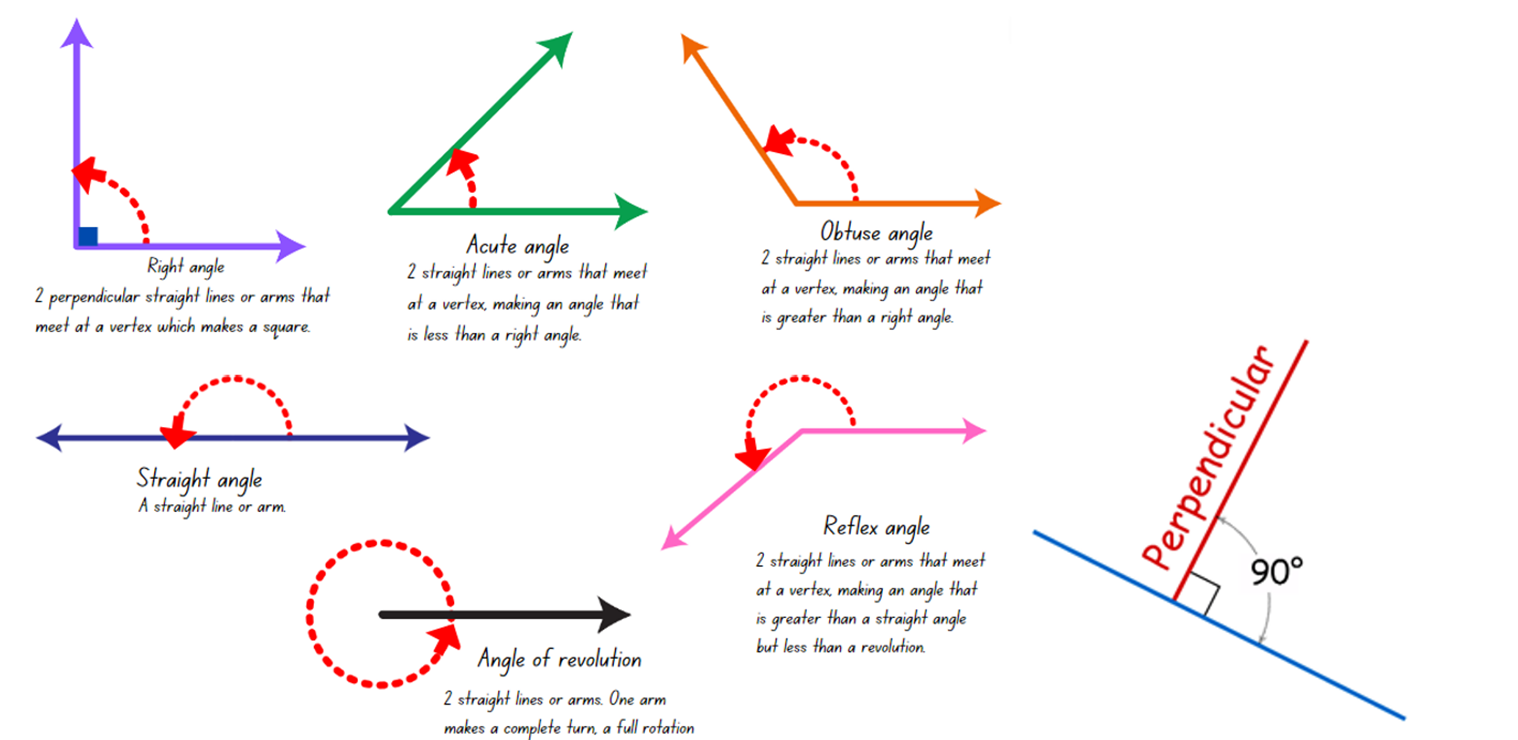 Right angle
2 perpendicular straight lines or arms that
meet at a vertex which makes a square.
Acute angle
2 straight lines or arms that meet
at a vertex, making an angle that
is less than a right angle.
Obtuse angle
2 straight lines or arms that meet
at a vertex, making an angle that
is greater than a right angle.
Straight angle
A straight line or arm.
Reflex angle
2 straight lines or arms that meet
at a vertex, making an angle that
is greater than a straight angle
but less than a revolution.
Angle of revolution
2 straight lines or arms. One arm
makes a complete turn, a full rotation
Perpendicular
90°